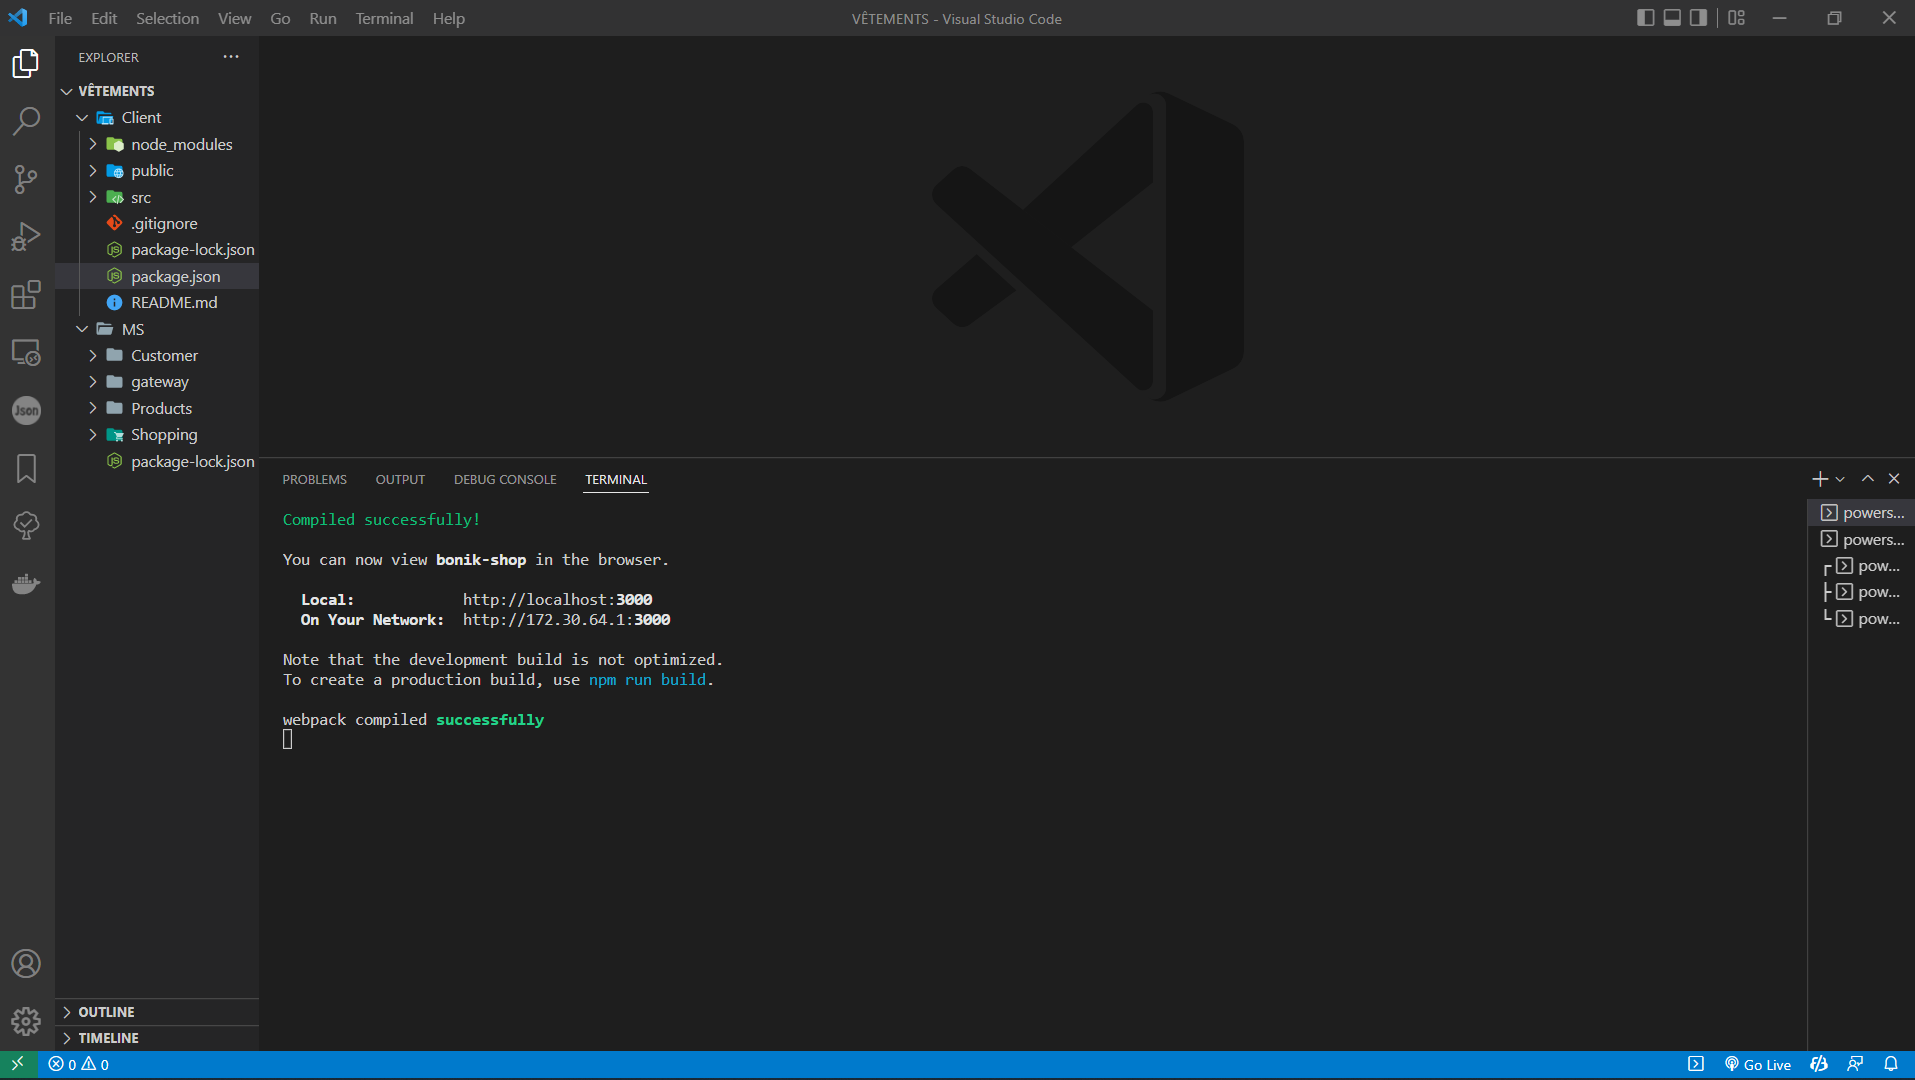 File Edit Selection View Go Run Terminal Help
VÊTEMENTS - Visual Studio Code
EXPLORER
VÊTEMENTS
Client
node_modules
public
src
.gitignore
package-lock.json
package.json
README.md
MS
Customer
gateway
Products
Shopping
package-lock.json
Json
OUTLINE
TIMELINE
PROBLEMS OUTPUT DEBUG CONSOLE TERMINAL
Compiled successfully!
You can now view bonik-shop in the browser.
Local: http://localhost:3000
On Your Network: http://172.30.64.1:3000
Note that the development build is not optimized.
To create a production build, use npm run build.
webpack compiled successfully
powers...
powers...
pow...
pow...
pow...
0 0
Go Live